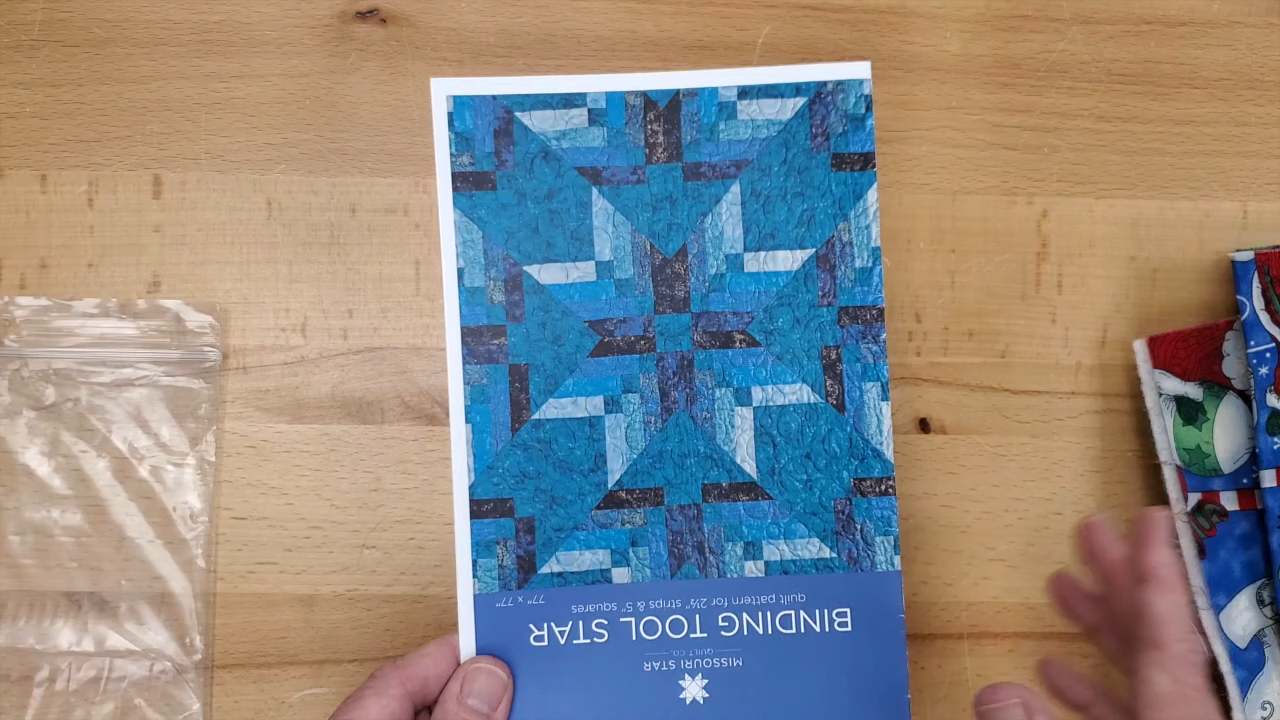 MISSOURI STAR
QUILT CO.
BINDING TOOL STAR
quilt pattern for 2½" strips & 5" squares
77" x 77"